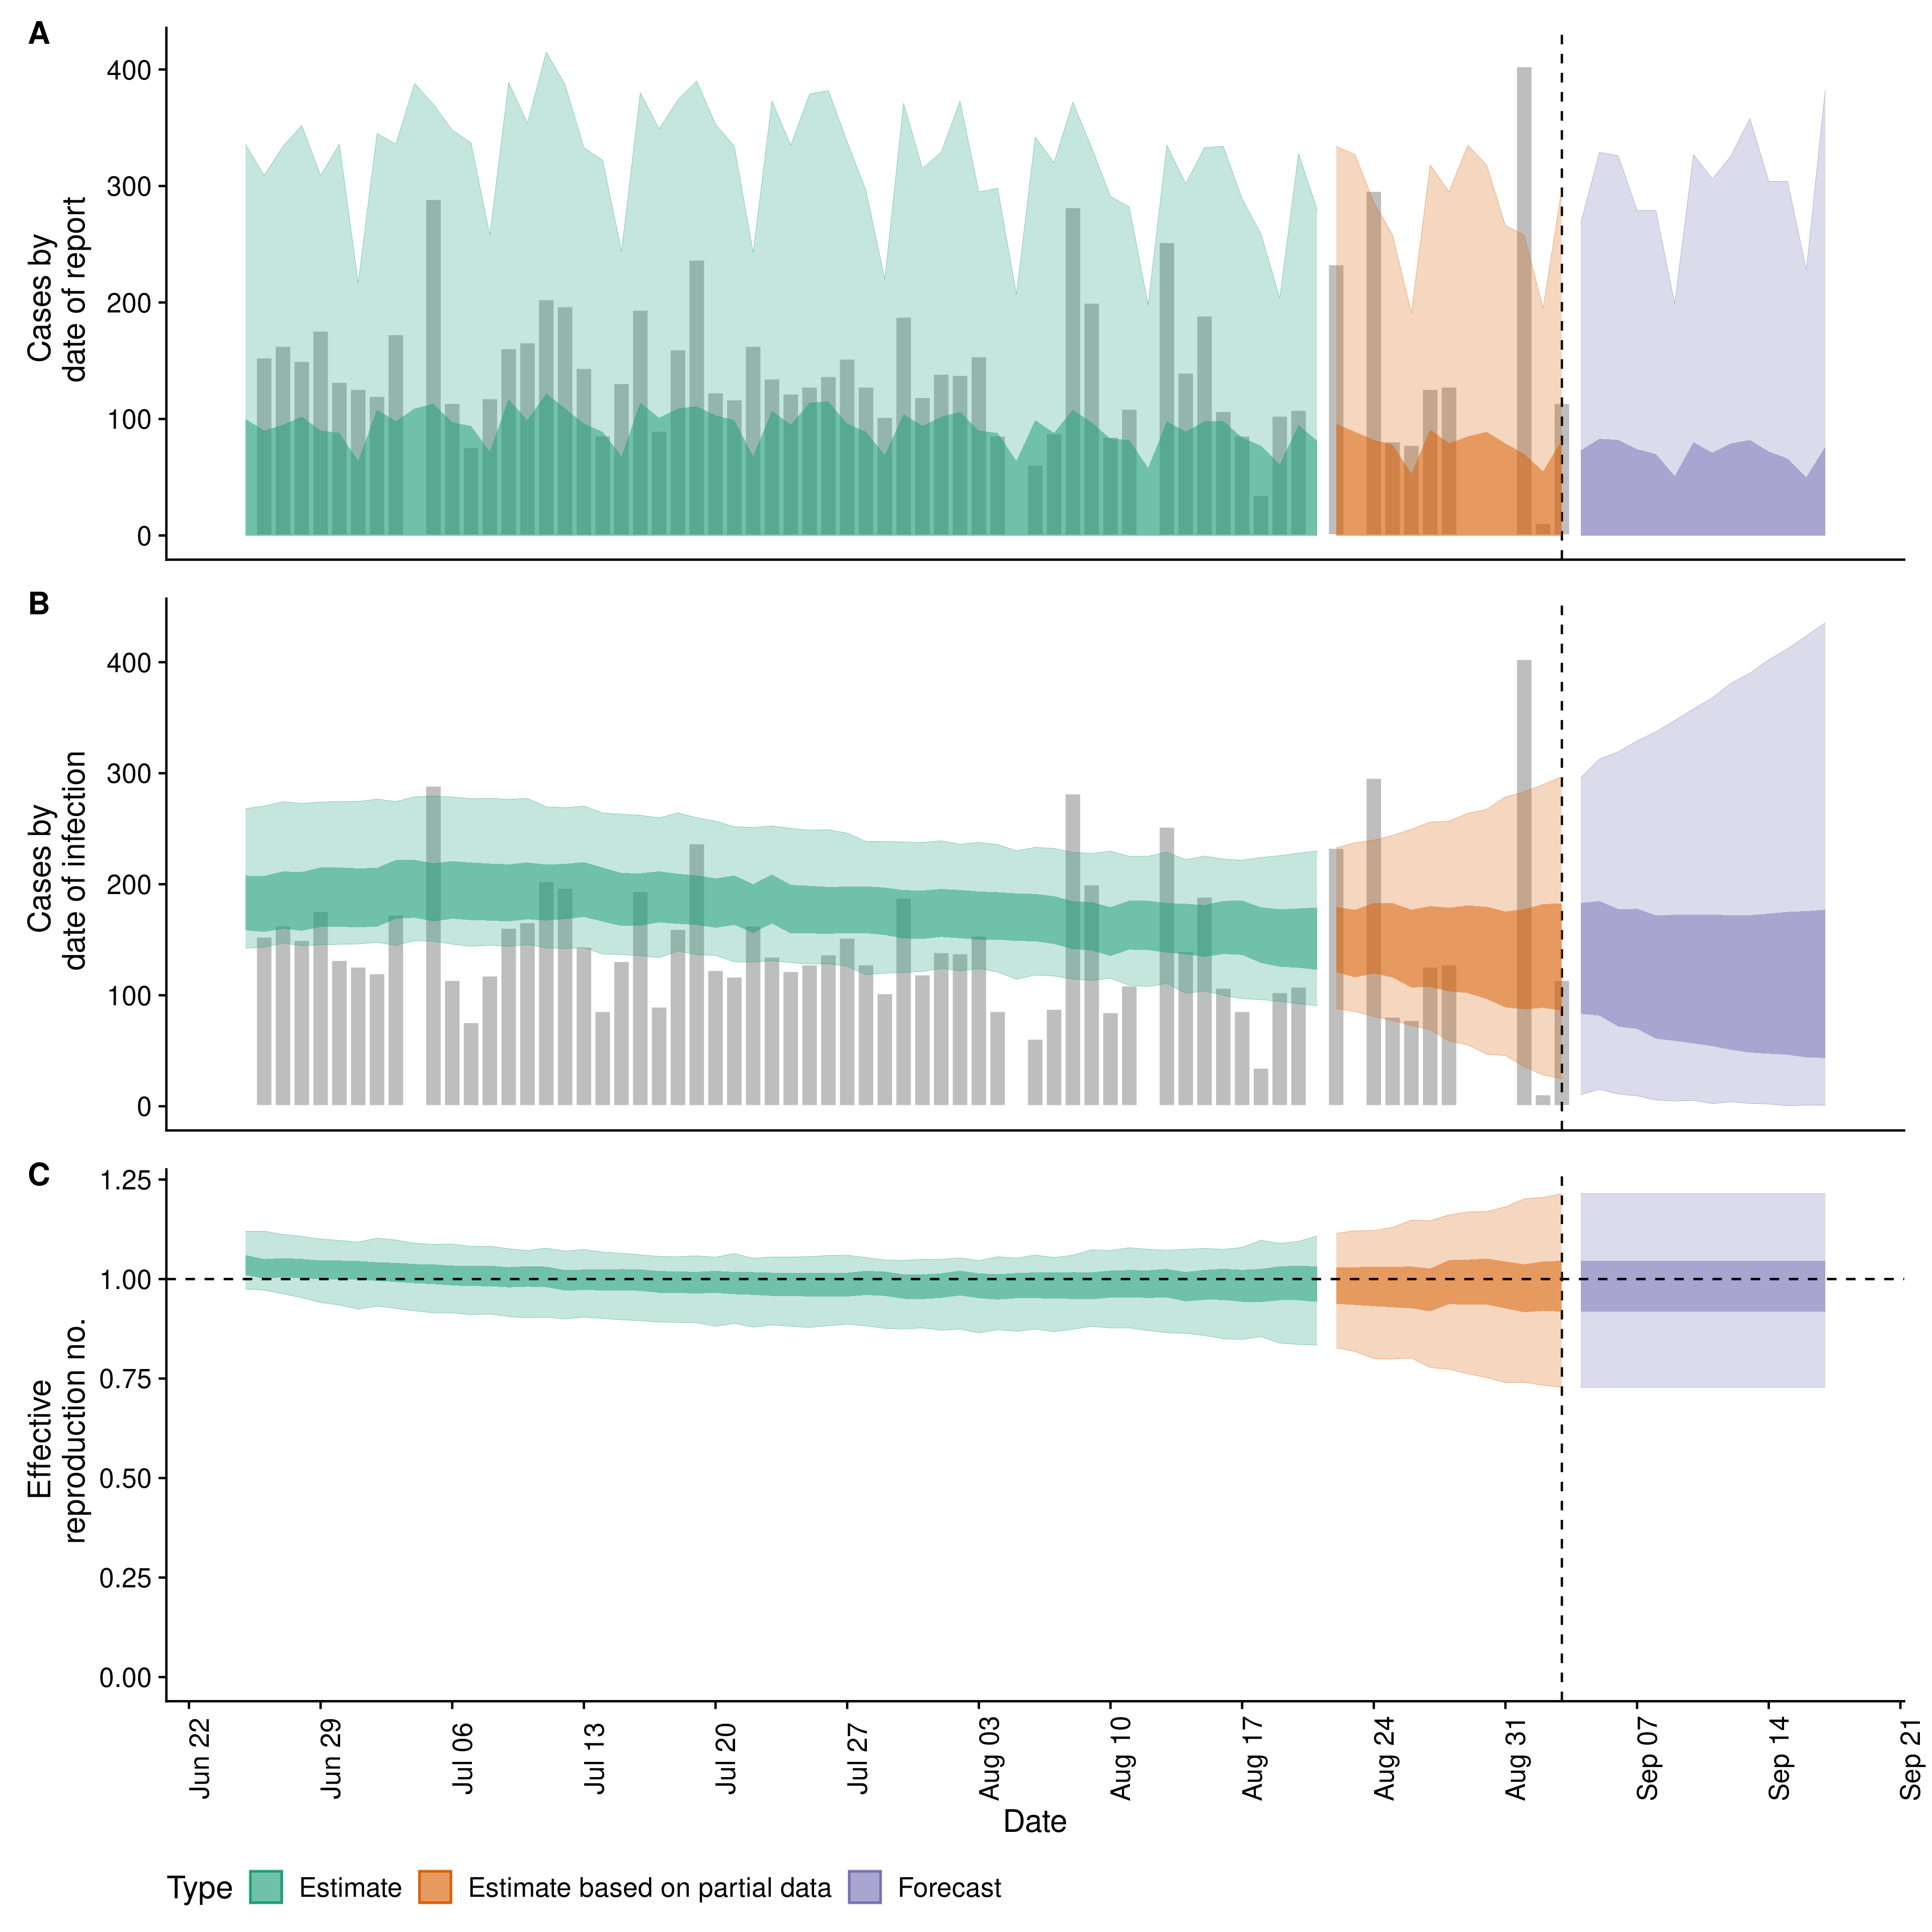 A
Cases by
date of report
400
300
200
100
0
B
Cases by
date of infection
400
300
200
100
0
C
Effective
reproduction no.
1.25
1.00
0.75
0.50
0.25
0.00
Jun 22
Jun 29
Jul 06
Jul 13
Jul 20
Jul 27
Aug 03
Aug 10
Aug 17
Aug 24
Aug 31
Sep 07
Sep 14
Sep 21
Date
Type Estimate Estimate based on partial data Forecast